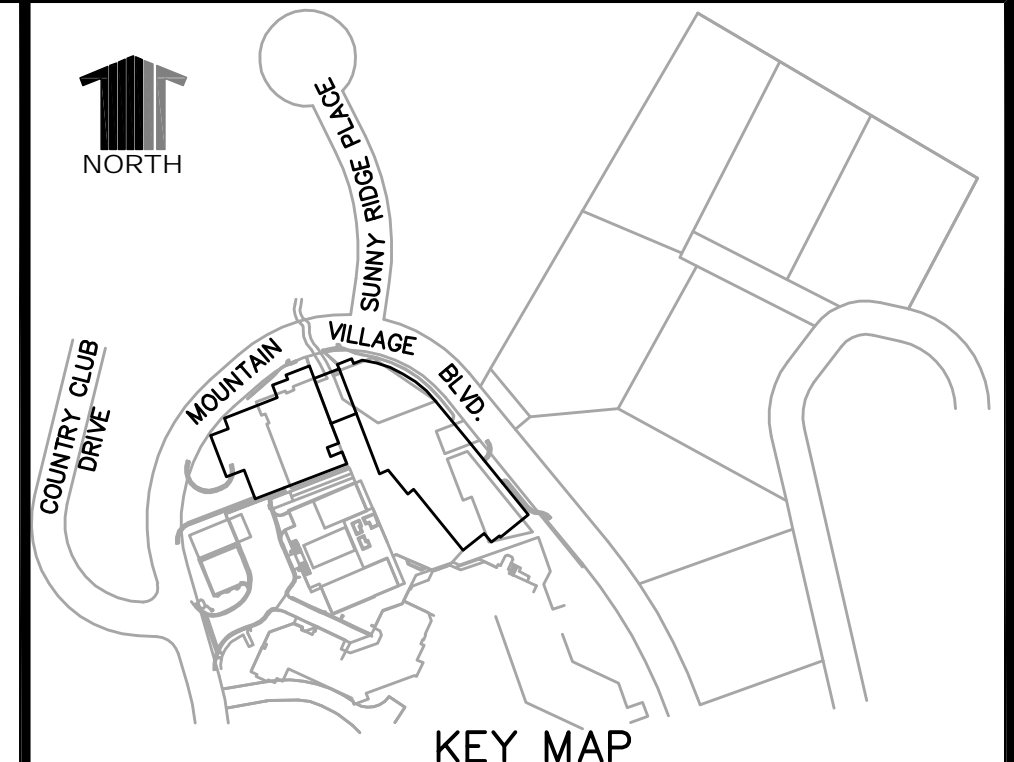 NORTH
SUNNY RIDGE PLACE
MOUNTAIN VILLAGE BLVD.
COUNTRY CLUB
DRIVE
KEY MAP